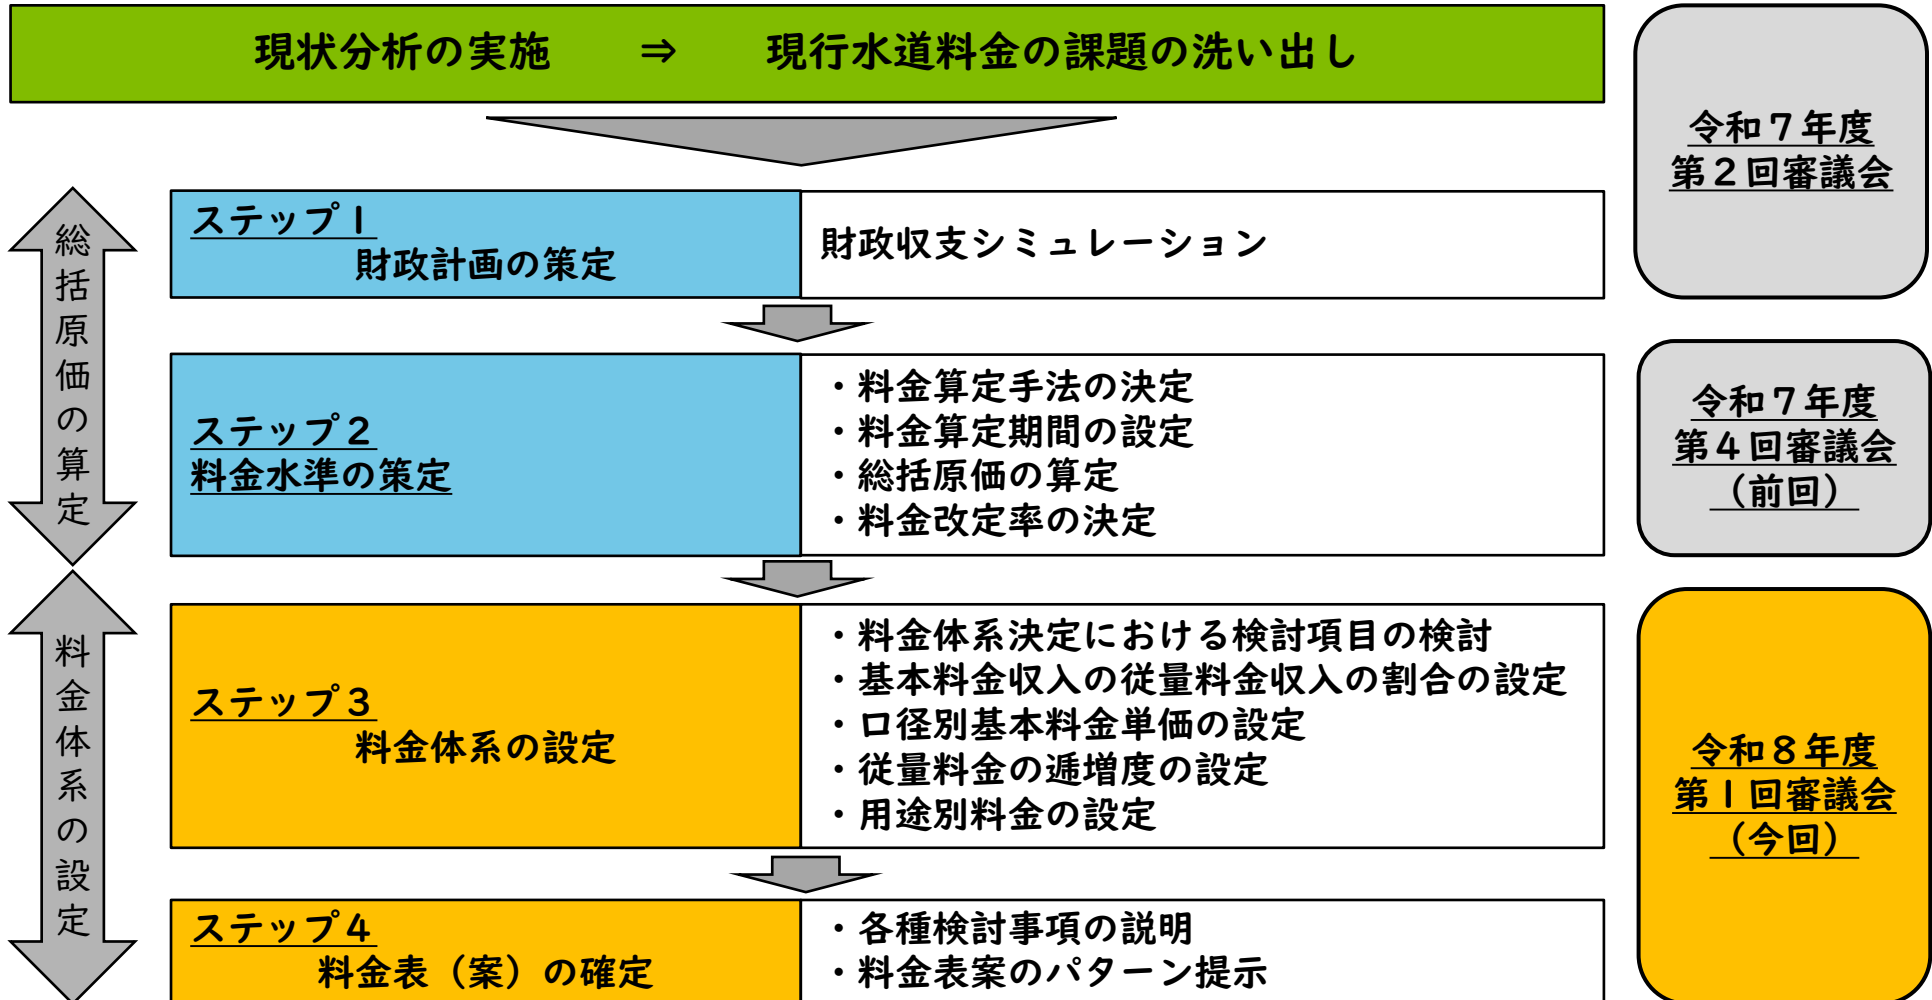 現状分析の実施　⇒　現行水道料金の課題の洗い出し
令和７年度
第２回審議会
総括原価の算定
ステップ１
財政計画の策定
財政収支シミュレーション
ステップ２
料金水準の策定
・料金算定手法の決定
・料金算定期間の設定
・総括原価の算定
・料金改定率の決定
令和７年度
第４回審議会
（前回）
料金体系の設定
ステップ３
料金体系の設定
・料金体系決定における検討項目の検討
・基本料金収入の従量料金収入の割合の設定
・口径別基本料金単価の設定
・従量料金の逓増度の設定
・用途別料金の設定
令和８年度
第１回審議会
（今回）
ステップ４
料金表（案）の確定
・各種検討事項の説明
・料金表案のパターン提示